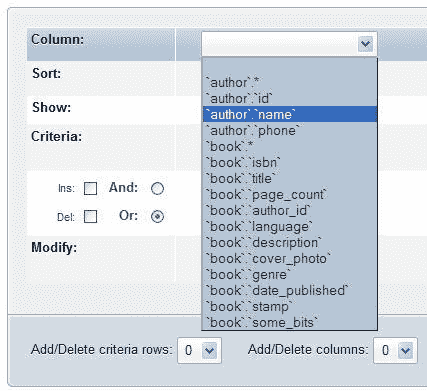 Column:
Sort:
Show:
Criteria:
Ins: And:
Del: Or:
Modify:
`author`.*
`author`.`id`
`author`.`name`
`author`.`phone`
`book`.*
`book`.`isbn`
`book`.`title`
`book`.`page_count`
`book`.`author_id`
`book`.`language`
`book`.`description`
`book`.`cover_photo`
`book`.`genre`
`book`.`date_published`
`book`.`stamp`
`book`.`some_bits`
Add/Delete criteria rows: 0 Add/Delete columns: 0